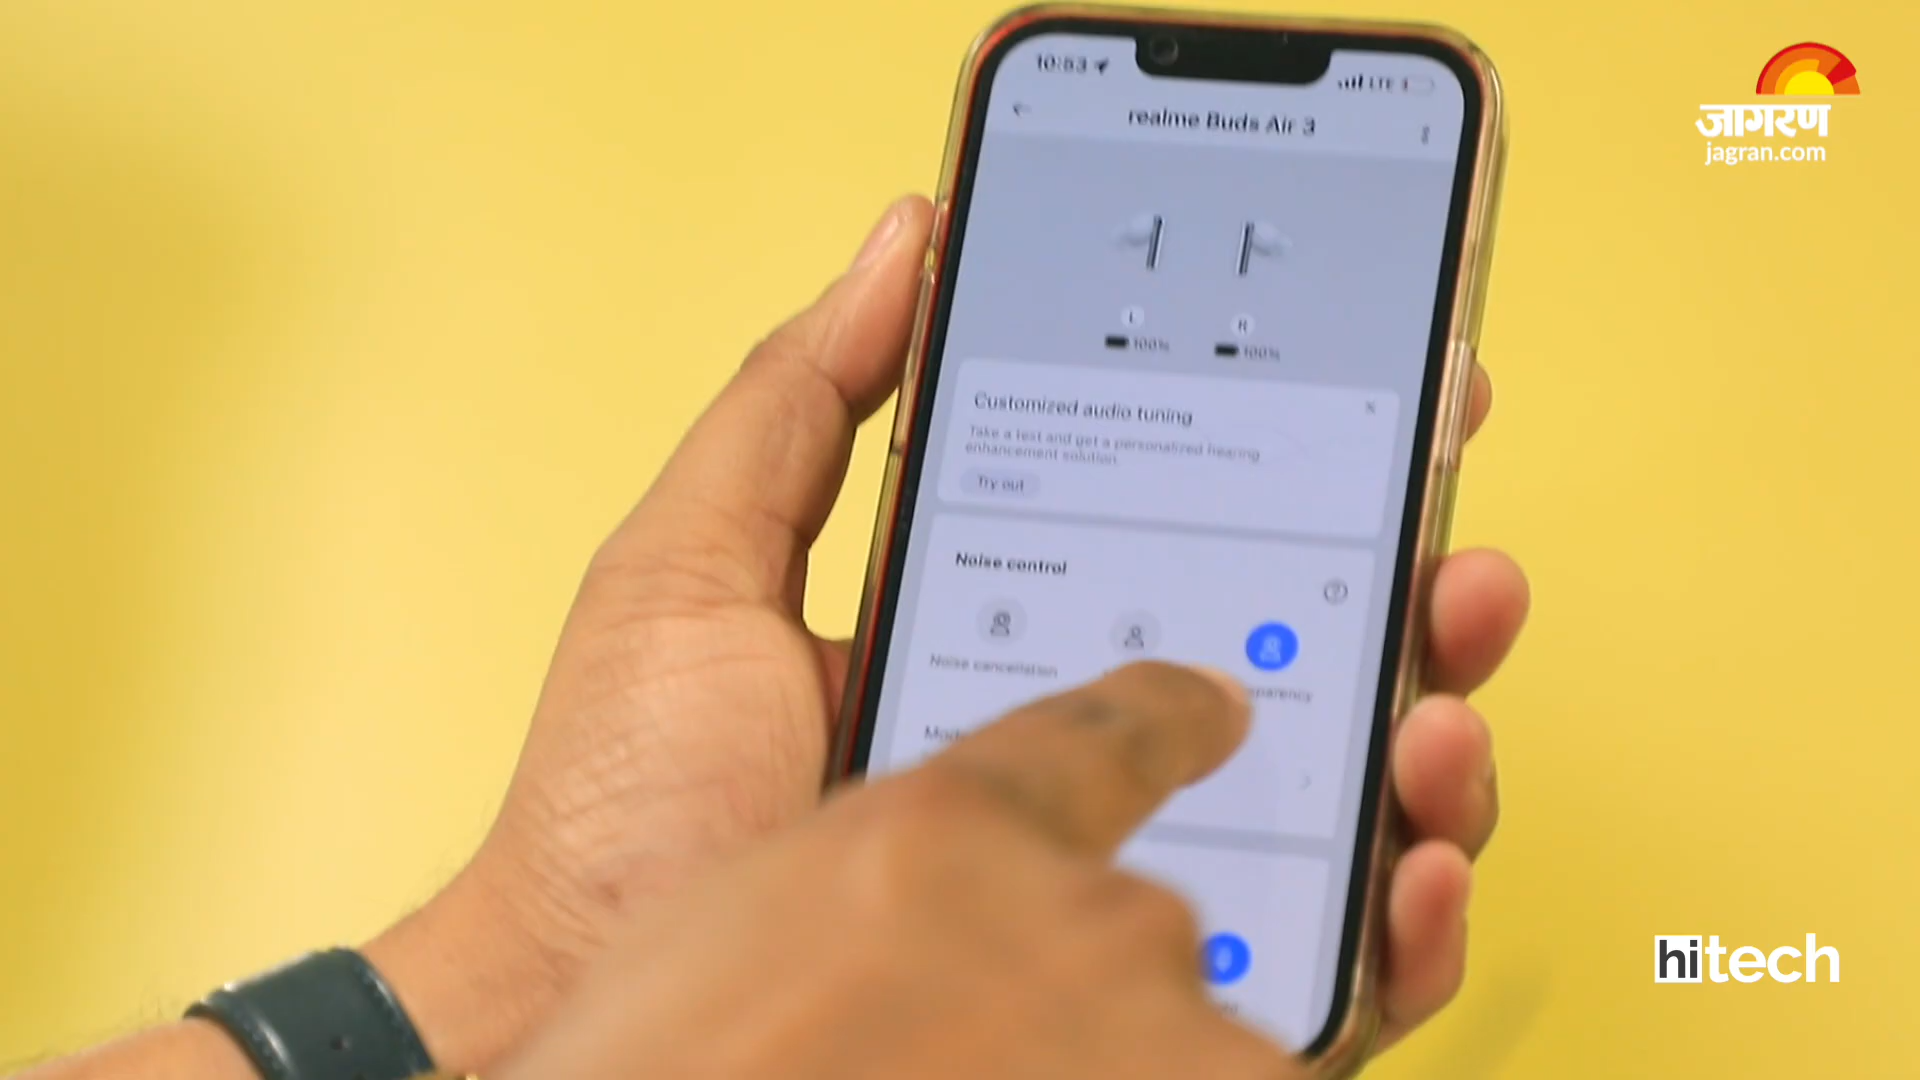 10:53
LTE
realme Buds Air 3
जागरण
jagran.com
L
R
100%
100%
Customized audio tuning
Take a test and get a personalized hearing
enhancement solution
Try out
Noise control
Noise cancellation
sparency
hitech